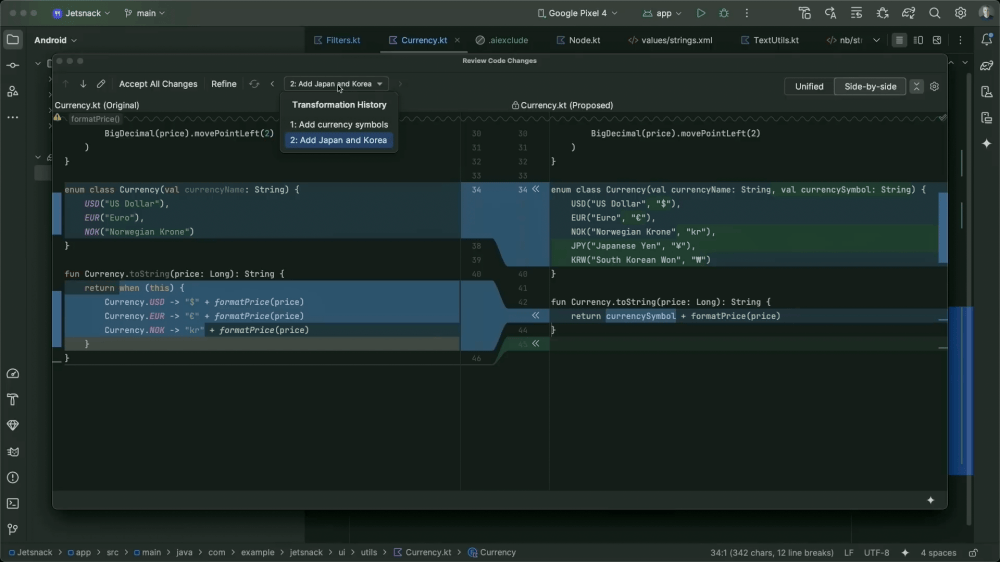 Jetsnack
main
Google Pixel 4
app
Android
Filters.kt
Currency.kt
.aiexclude
Node.kt
values/strings.xml
TextUtils.kt
nb/st
Review Code Changes
Accept All Changes
Refine
2: Add Japan and Korea
Unified
Side-by-side
Transformation History
1: Add currency symbols
2: Add Japan and Korea
Currency.kt (Original)
Currency.kt (Proposed)
formatPrice()
BigDecimal(price).movePointLeft(2)
)
}
enum class Currency(val currencyName: String) {
USD("US Dollar"),
EUR("Euro"),
NOK("Norwegian Krone")
}
fun Currency.toString(price: Long): String {
return when (this) {
Currency.USD -> "$" + formatPrice(price)
Currency.EUR -> "€" + formatPrice(price)
Currency.NOK -> "kr" + formatPrice(price)
}
}
30 30
31 31
32 32
33 33
34 34
38
39 39
40 40
41
42
44
45
46
BigDecimal(price).movePointLeft(2)
)
}
enum class Currency(val currencyName: String, val currencySymbol: String) {
USD("US Dollar", "$"),
EUR("Euro", "€"),
NOK("Norwegian Krone", "kr"),
JPY("Japanese Yen", "¥"),
KRW("South Korean Won", "₩")
}
fun Currency.toString(price: Long): String {
return currencySymbol + formatPrice(price)
}
Jetsnack > app > src > main > java > com > example > jetsnack > ui > utils > Currency.kt > Currency
34:1 (342 chars, 12 line breaks) LF UTF-8 4 spaces